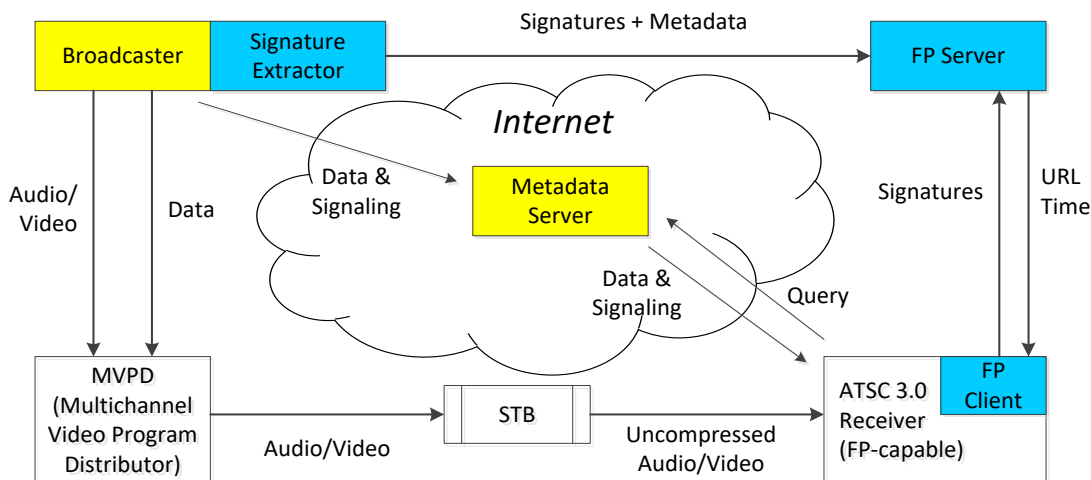 Signatures + Metadata
Broadcaster
Signature
Extractor
FP Server
Internet
Data &
Signaling
Metadata
Server
Audio/
Video
Data
Signatures
URL
Time
Data &
Signaling
Query
MVPD
(Multichannel
Video Program
Distributor)
Audio/Video
STB
Uncompressed
Audio/Video
ATSC 3.0
Receiver
(FP-capable)
FP
Client